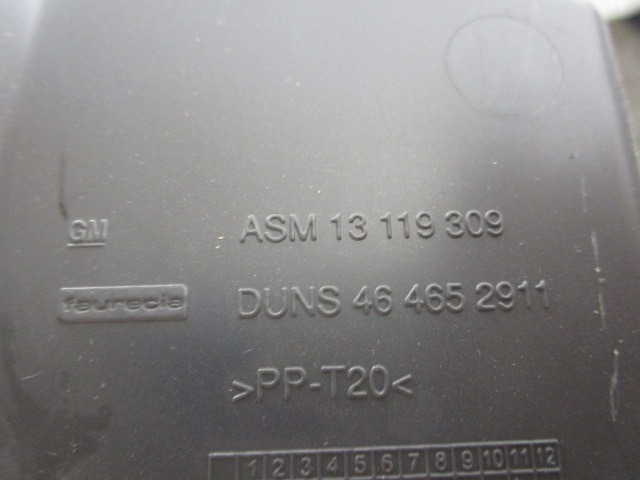 GM ASM 13 119 309
faurecia DUNS 46 465 2911
>PP-T20<
1 2 3 4 5 6 7 8 9 10 11 12